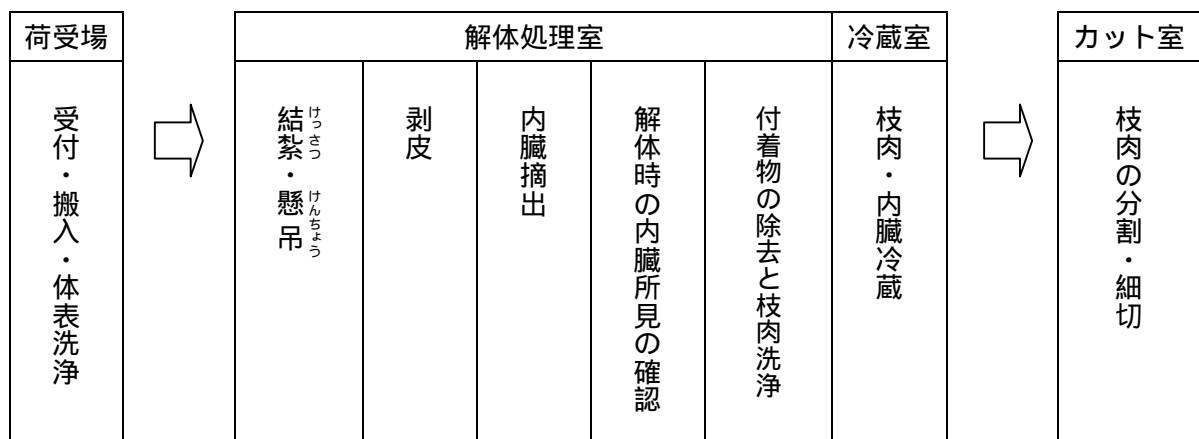 荷受場
解体処理室
冷蔵室
カット室
受付・搬入・体表洗浄
結紮・懸吊
けっさつ
けんちょう
剥皮
内臓摘出
解体時の内臓所見の確認
付着物の除去と枝肉洗浄
枝肉・内臓冷蔵
枝肉の分割・細切